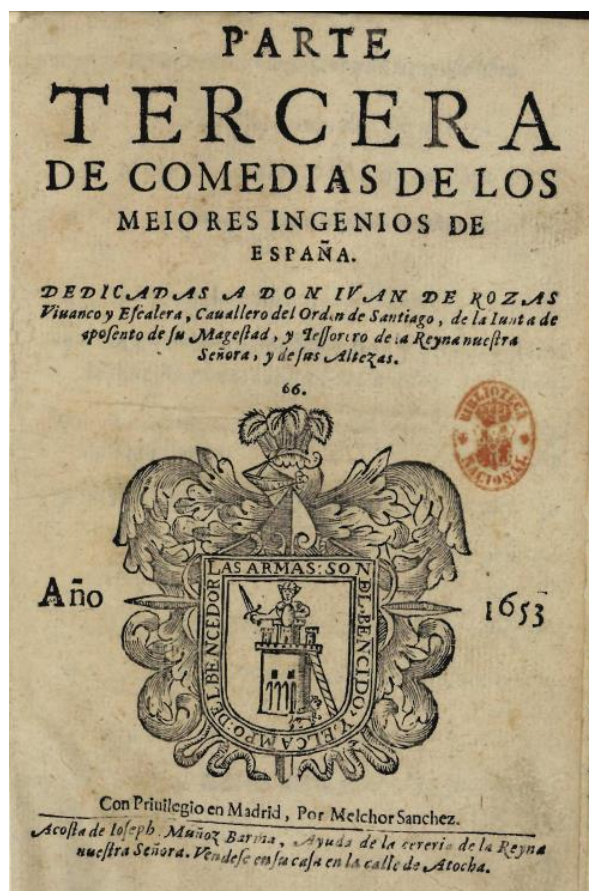 PARTE
TERCERA
DE COMEDIAS DE LOS
MEIORES INGENIOS DE
ESPAÑA.
DEDICADAS A DON IVAN DE ROZAS
Viuanco y Escalera, Cauallero del Orden de Santiago, de la Iunta de
aposento de su Magestad, y Tessorero de la Reyna nuestra
Señora, y de sus Altezas.
66.
BIBLIOTECA
NACIONAL
LAS ARMAS: SON
DEL BENCIDO, Y EL CAMPO, DEL BENCEDOR
Año 1653
Con Priuilegio en Madrid, Por Melchor Sanchez.
Acosta de Ioseph Muñoz Barma, Ayuda de la cereria de la Reyna
nuestra Señora. Vendese en su casa en la calle de Atocha.